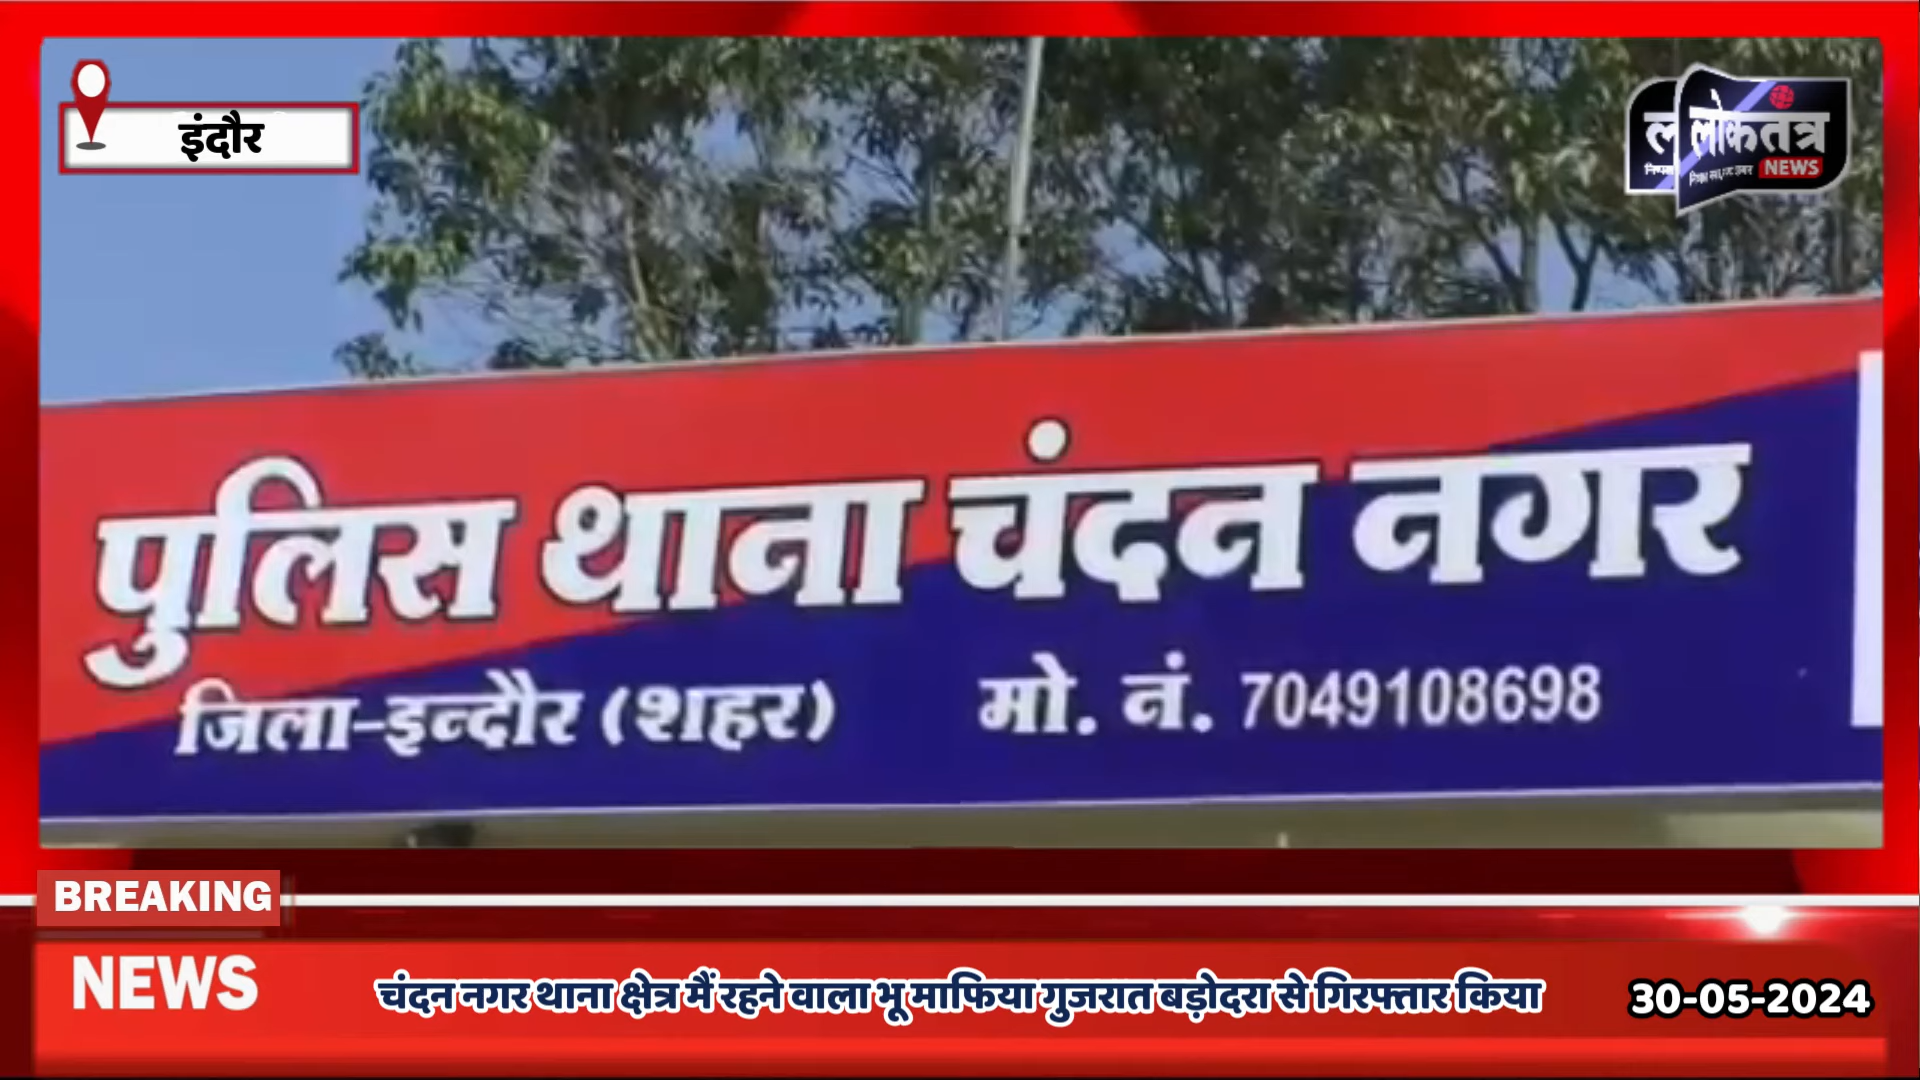 इंदौर
लोकतंत्र
NEWS
पुलिस थाना चंदन नगर
जिला-इन्दौर (शहर) मो. नं. 7049108698
BREAKING
NEWS
चंदन नगर थाना क्षेत्र मैं रहने वाला भू माफिया गुजरात बड़ोदरा से गिरफ्तार किया
30-05-2024